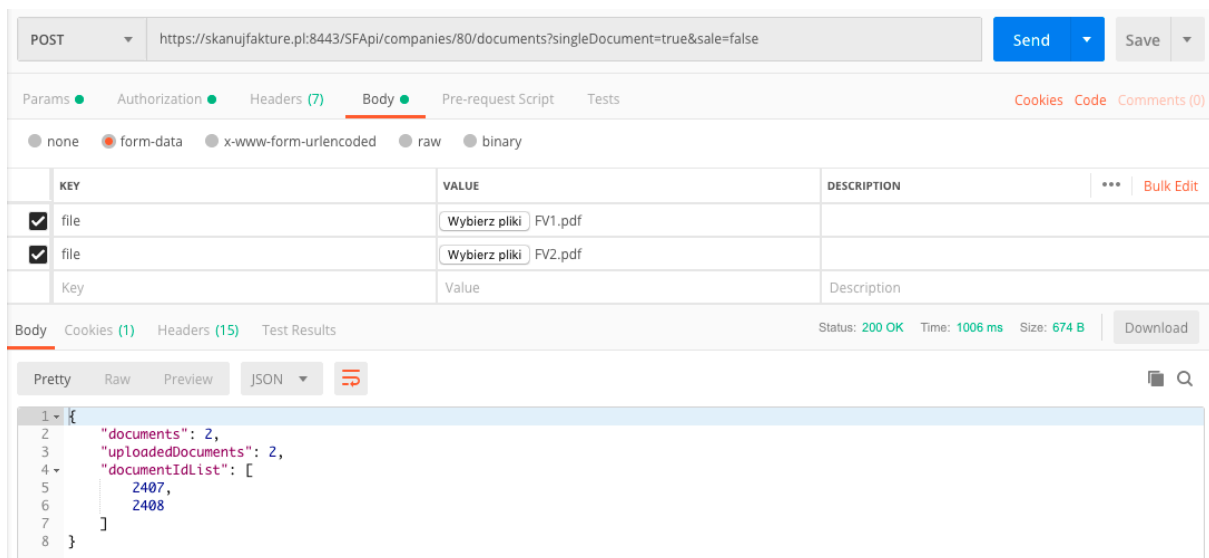 POST https://skanujfakture.pl:8443/SFApi/companies/80/documents?singleDocument=true&sale=false Send Save
Params Authorization Headers (7) Body Pre-request Script Tests Cookies Code Comments (0)
none form-data x-www-form-urlencoded raw binary
KEY VALUE DESCRIPTION ••• Bulk Edit
file Wybierz pliki FV1.pdf
file Wybierz pliki FV2.pdf
Key Value Description
Body Cookies (1) Headers (15) Test Results Status: 200 OK Time: 1006 ms Size: 674 B Download
Pretty Raw Preview JSON
1 {
2 "documents": 2,
3 "uploadedDocuments": 2,
4 "documentIdList": [
5 2407,
6 2408
7 ]
8 }